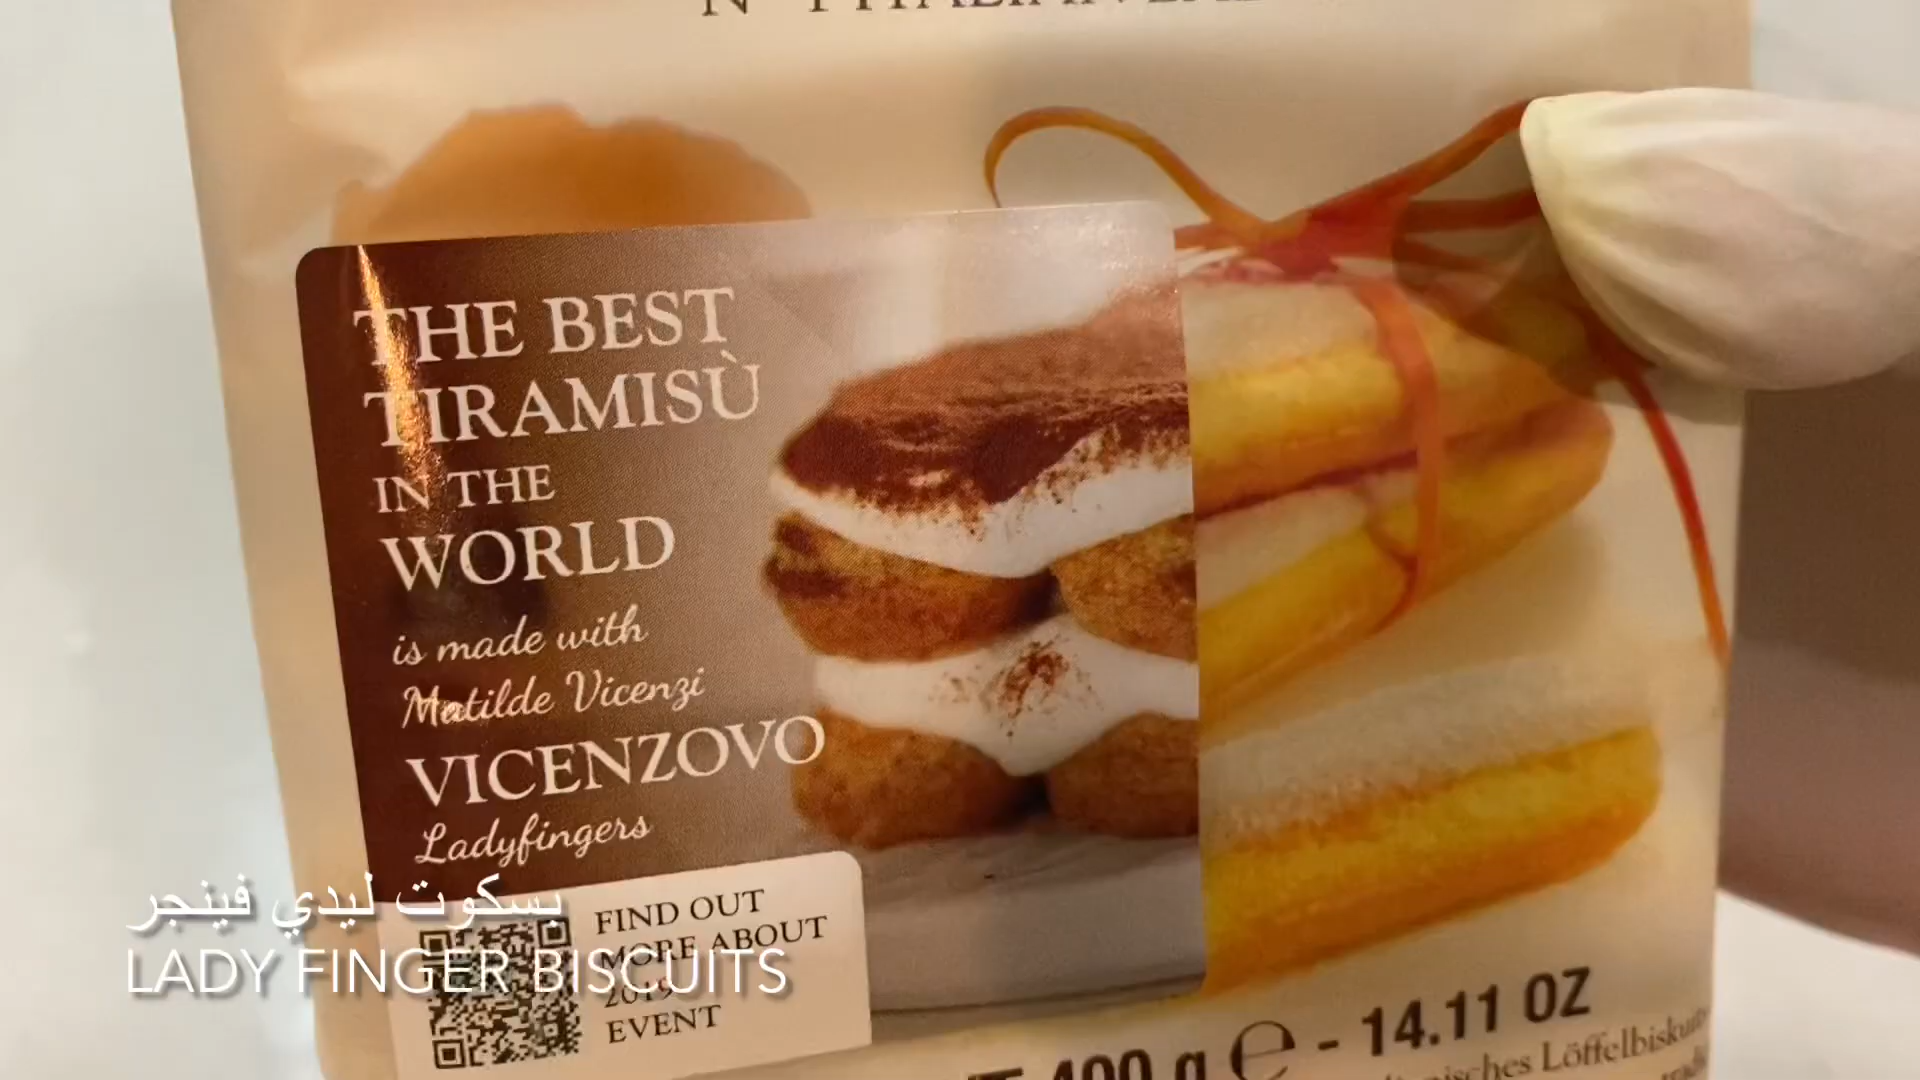 THE BEST
TIRAMISÙ
IN THE
WORLD
is made with
Matilde Vicenzi
VICENZOVO
Ladyfingers
FIND OUT
MORE ABOUT
2019
EVENT
بسكوت ليدي فينجر
LADY FINGER BISCUITS
400 g ℮ - 14.11 OZ
Löffelbiskuits